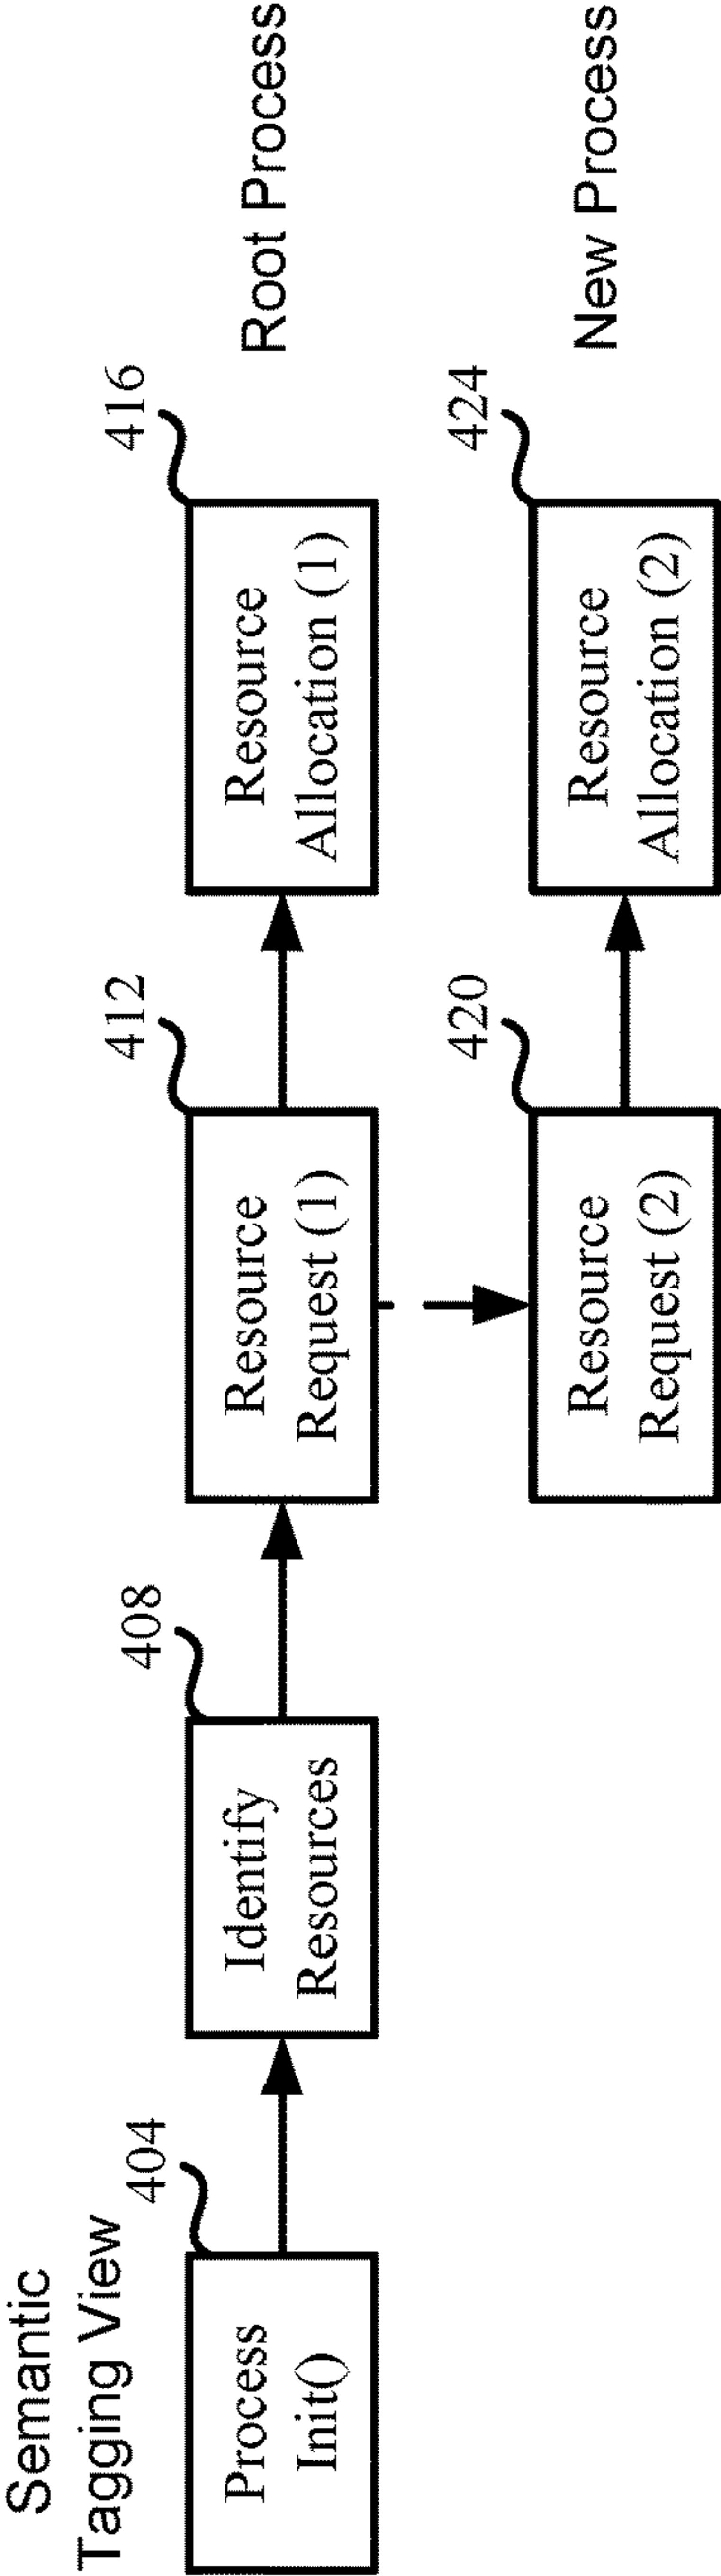 Semantic
Tagging View
404
Process
Init()
408
Identify
Resources
412
Resource
Request (1)
416
Resource
Allocation (1)
Root Process
420
Resource
Request (2)
424
Resource
Allocation (2)
New Process